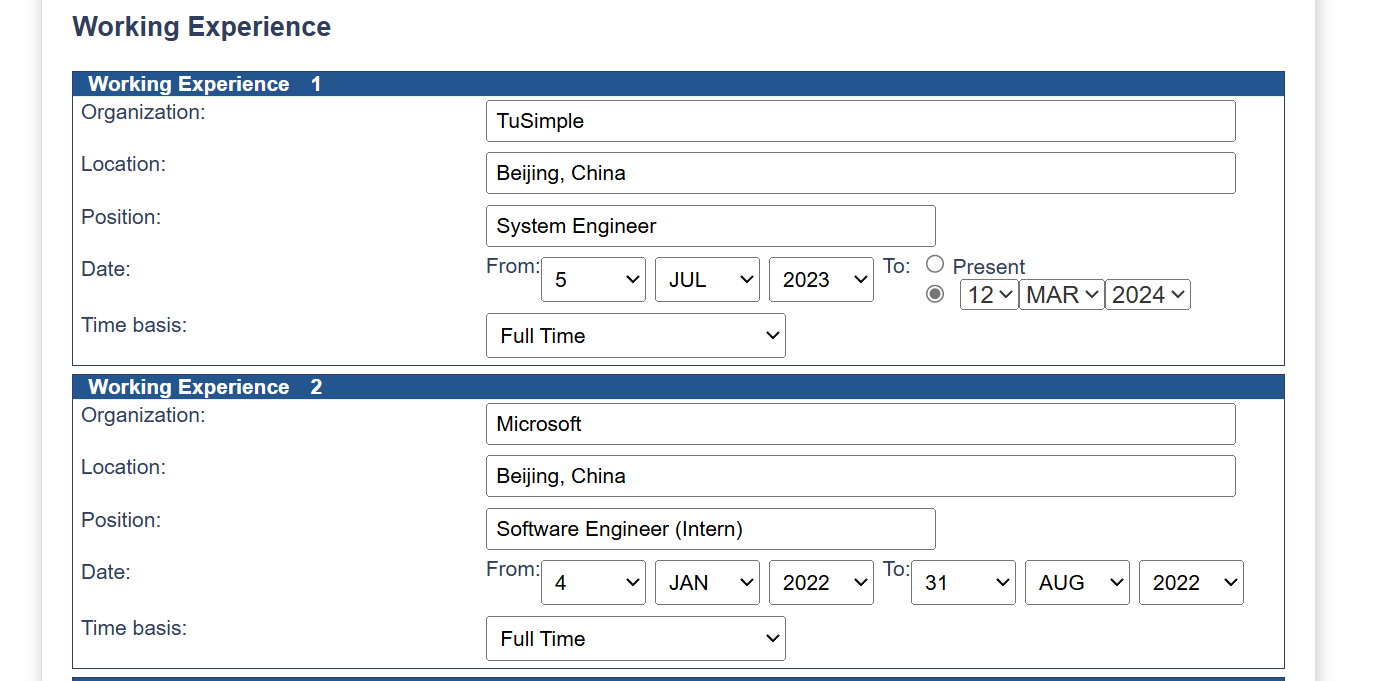 Working Experience
Working Experience 1
Organization: TuSimple
Location: Beijing, China
Position: System Engineer
Date: From: 5 JUL 2023 To: Present
12 MAR 2024
Time basis: Full Time
Working Experience 2
Organization: Microsoft
Location: Beijing, China
Position: Software Engineer (Intern)
Date: From: 4 JAN 2022 To: 31 AUG 2022
Time basis: Full Time